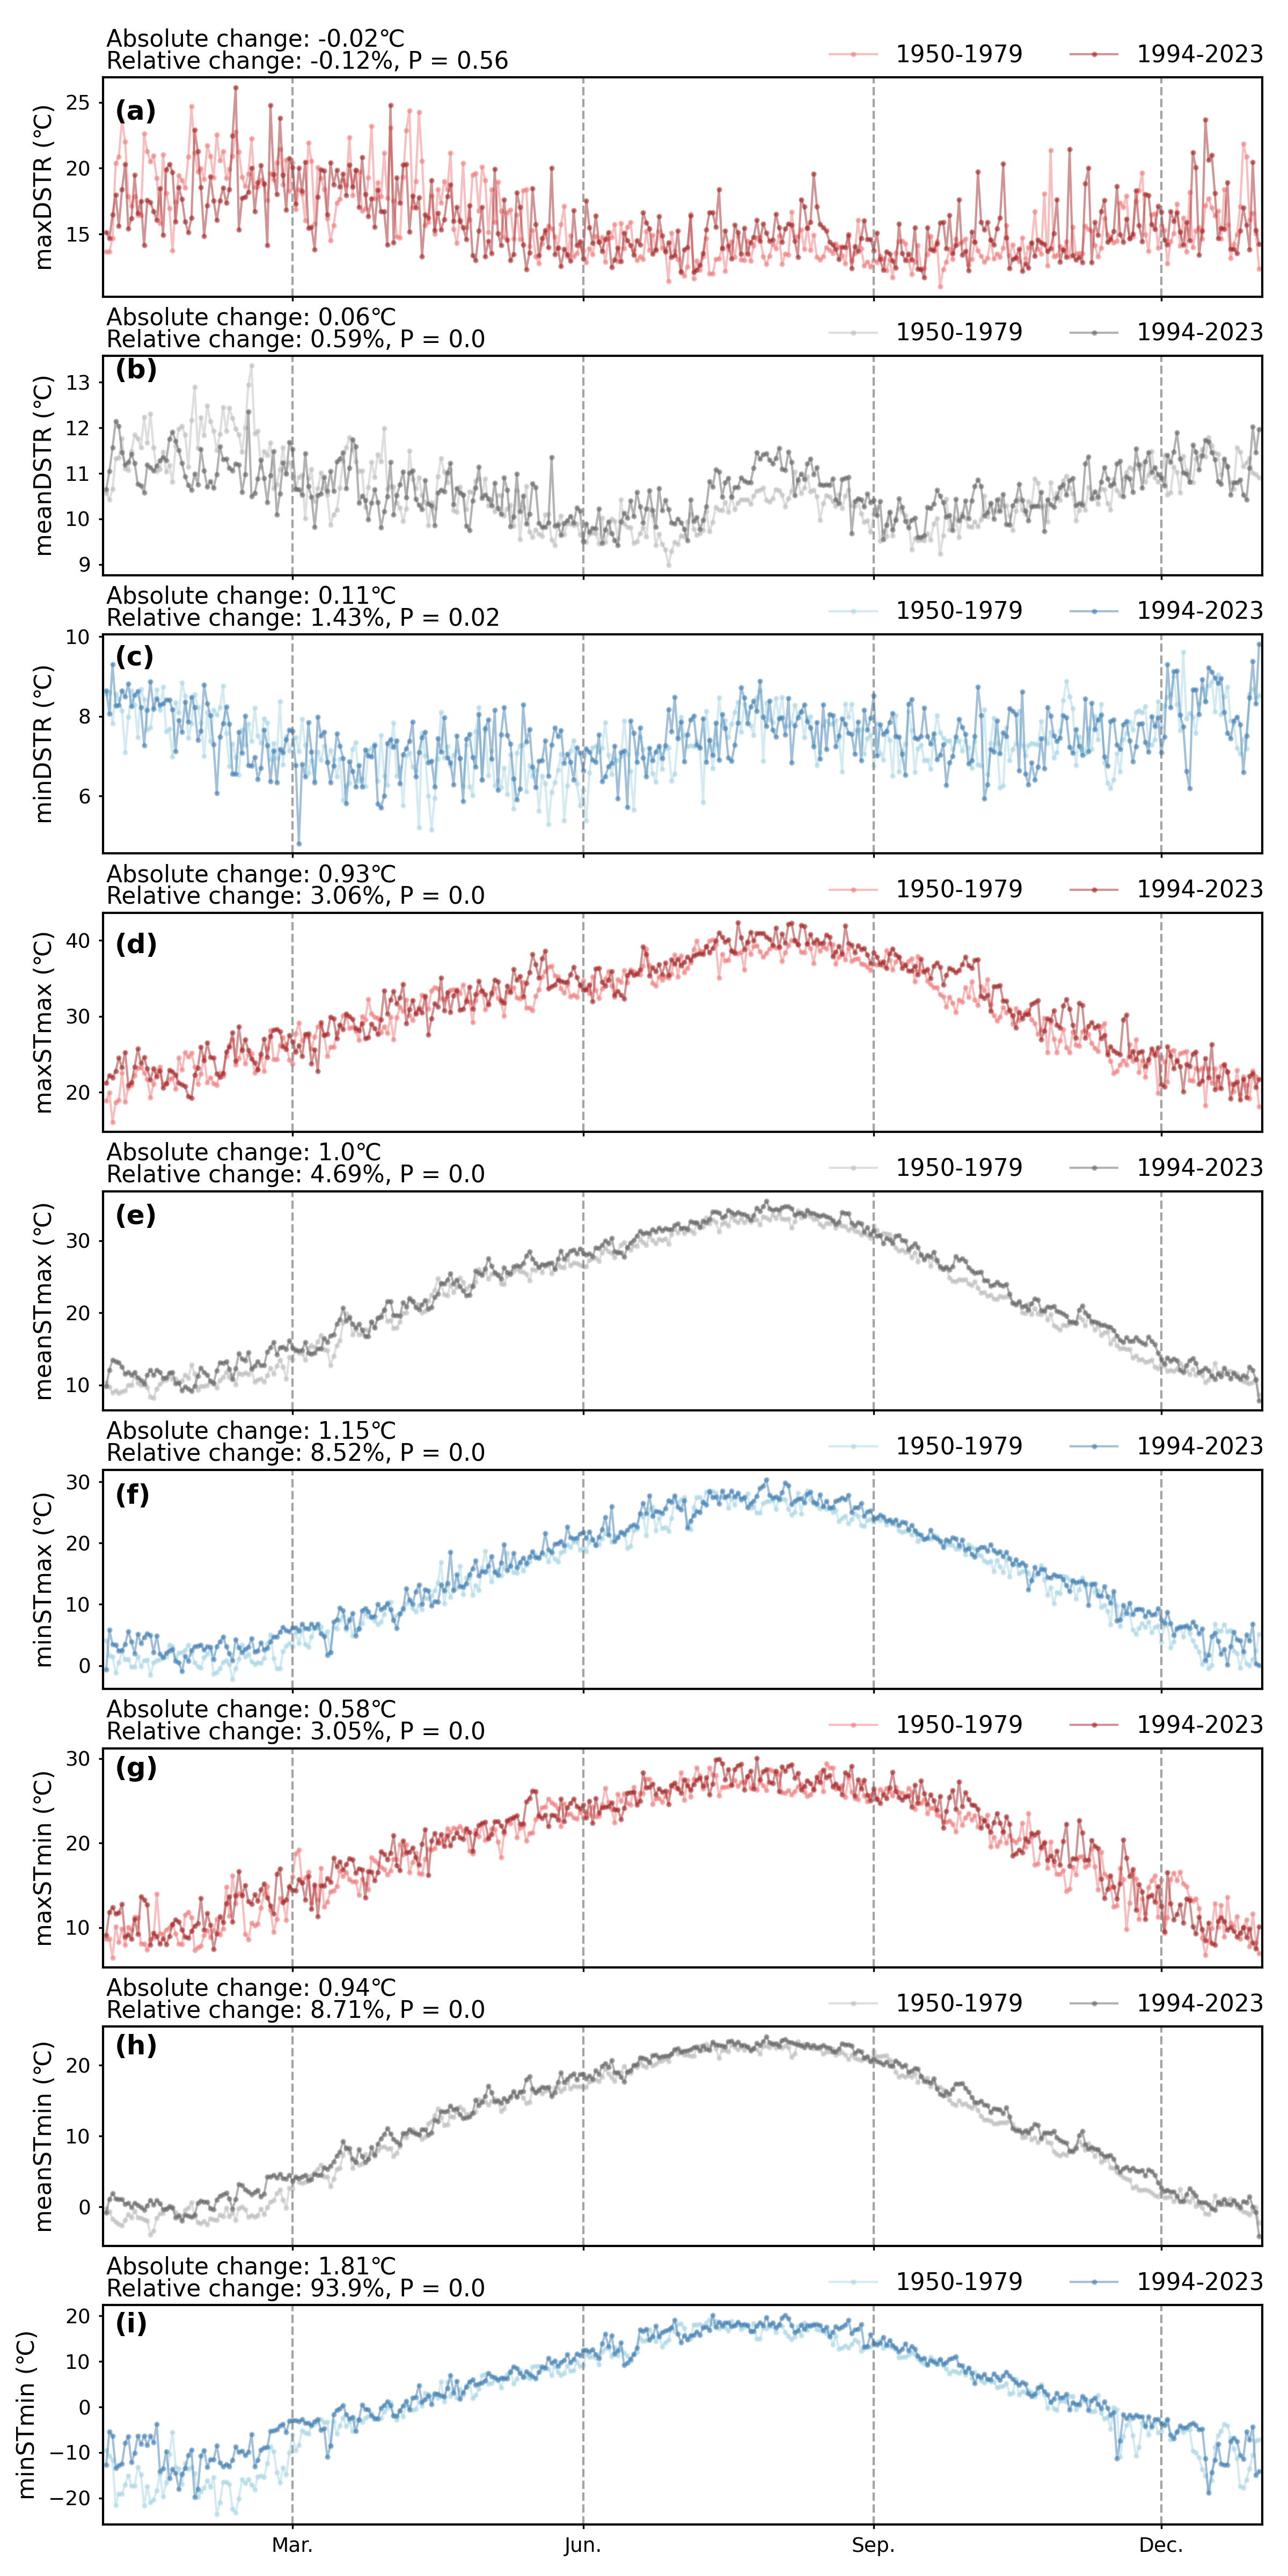 Absolute change: -0.02℃
Relative change: -0.12%, P = 0.56
1950-1979 1994-2023
(a)
maxDSTR (℃)
25
20
15
Absolute change: 0.06℃
Relative change: 0.59%, P = 0.0
1950-1979 1994-2023
(b)
meanDSTR (℃)
13
12
11
10
9
Absolute change: 0.11℃
Relative change: 1.43%, P = 0.02
1950-1979 1994-2023
(c)
minDSTR (℃)
10
8
6
Absolute change: 0.93℃
Relative change: 3.06%, P = 0.0
1950-1979 1994-2023
(d)
maxSTmax (℃)
40
30
20
Absolute change: 1.0℃
Relative change: 4.69%, P = 0.0
1950-1979 1994-2023
(e)
meanSTmax (℃)
30
20
10
Absolute change: 1.15℃
Relative change: 8.52%, P = 0.0
1950-1979 1994-2023
(f)
minSTmax (℃)
30
20
10
0
Absolute change: 0.58℃
Relative change: 3.05%, P = 0.0
1950-1979 1994-2023
(g)
maxSTmin (℃)
30
20
10
Absolute change: 0.94℃
Relative change: 8.71%, P = 0.0
1950-1979 1994-2023
(h)
meanSTmin (℃)
20
10
0
Absolute change: 1.81℃
Relative change: 93.9%, P = 0.0
1950-1979 1994-2023
(i)
minSTmin (℃)
20
10
0
−10
−20
Mar. Jun. Sep. Dec.